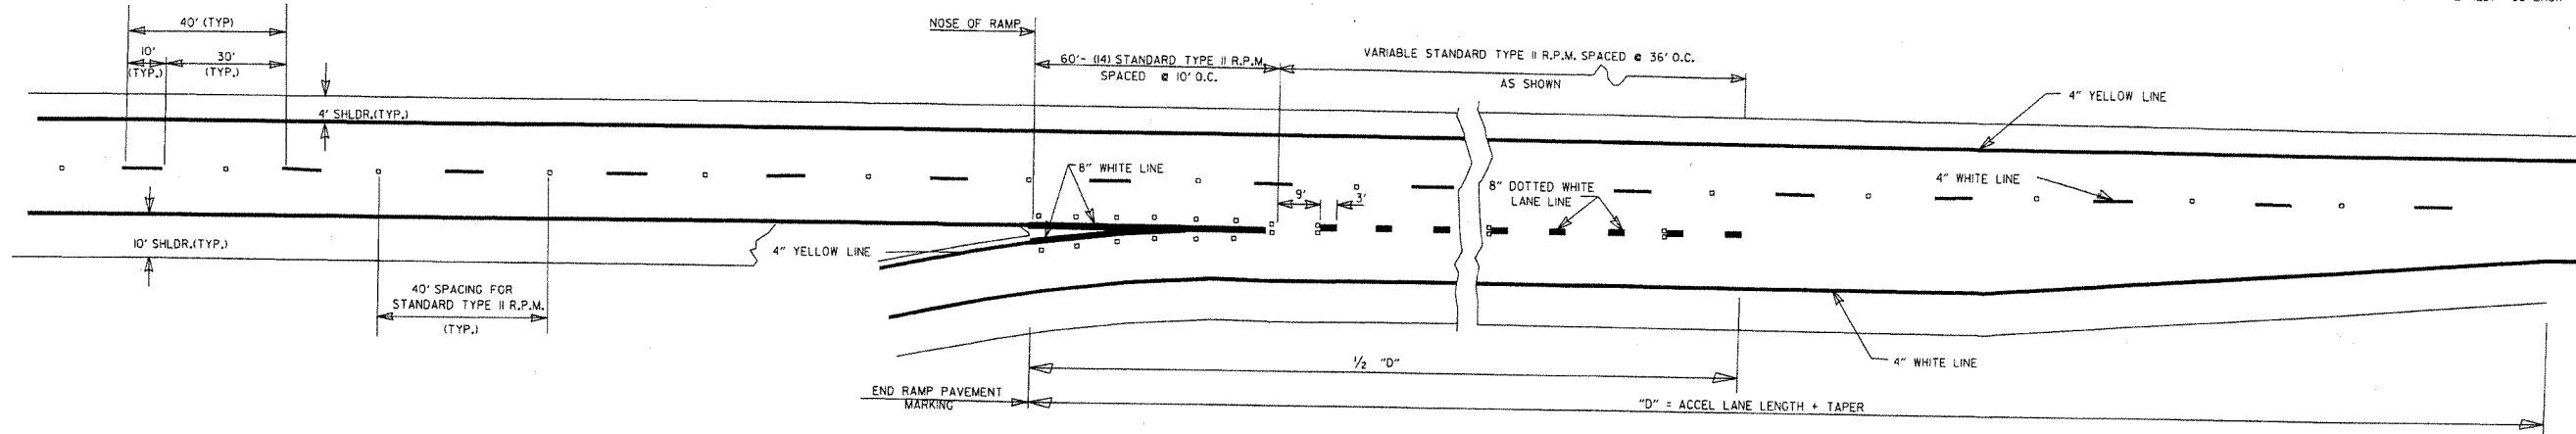 40' (TYP)
10'
(TYP.)
30'
(TYP.)
4' SHLDR.(TYP.)
10' SHLDR.(TYP.)
40' SPACING FOR
STANDARD TYPE II R.P.M.
(TYP.)
NOSE OF RAMP
60'- (14) STANDARD TYPE II R.P.M.
SPACED @ 10' O.C.
VARIABLE STANDARD TYPE II R.P.M. SPACED @ 36' O.C.
AS SHOWN
4" YELLOW LINE
8" WHITE LINE
9'
3'
8" DOTTED WHITE
LANE LINE
4" WHITE LINE
4" YELLOW LINE
4" WHITE LINE
1/2 "D"
END RAMP PAVEMENT
MARKING
"D" = ACCEL LANE LENGTH + TAPER